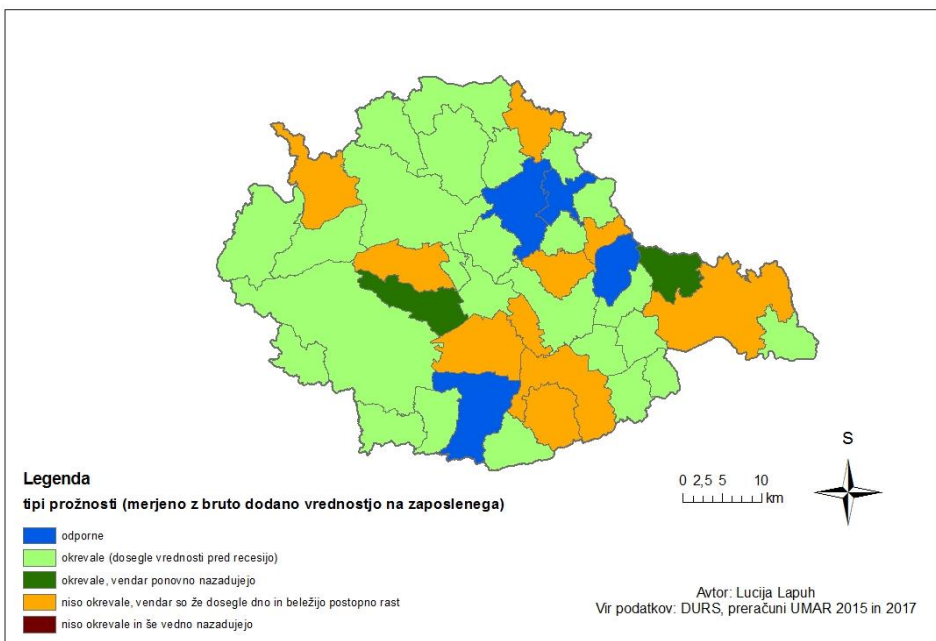 S
0 2,5 5 10
km
Legenda
tipi prožnosti (merjeno z bruto dodano vrednostjo na zaposlenega)
odporne
okrevale (dosegle vrednosti pred recesijo)
okrevale, vendar ponovno nazadujejo
niso okrevale, vendar so že dosegle dno in beležijo postopno rast
niso okrevale in še vedno nazadujejo
Avtor: Lucija Lapuh
Vir podatkov: DURS, preračuni UMAR 2015 in 2017